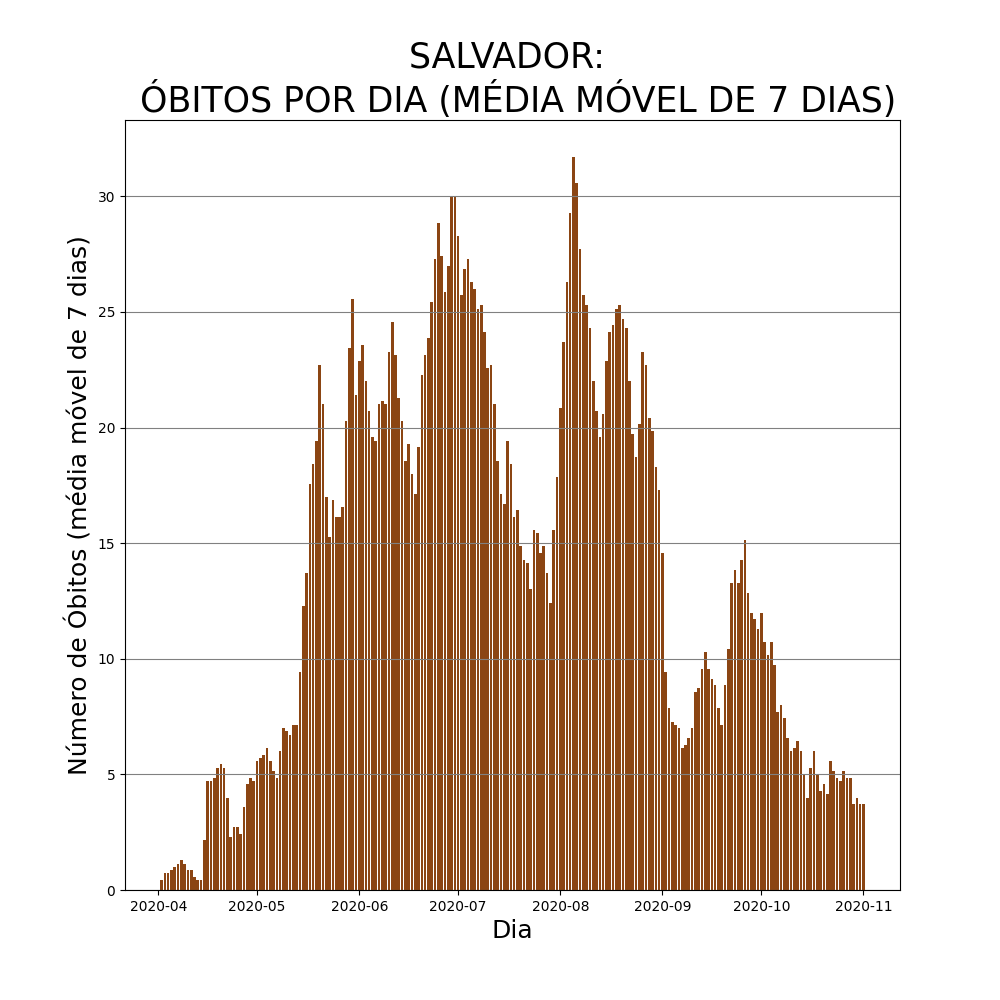 SALVADOR:
ÓBITOS POR DIA (MÉDIA MÓVEL DE 7 DIAS)
Número de Óbitos (média móvel de 7 dias)
30
25
20
15
10
5
0
2020-04 2020-05 2020-06 2020-07 2020-08 2020-09 2020-10 2020-11
Dia